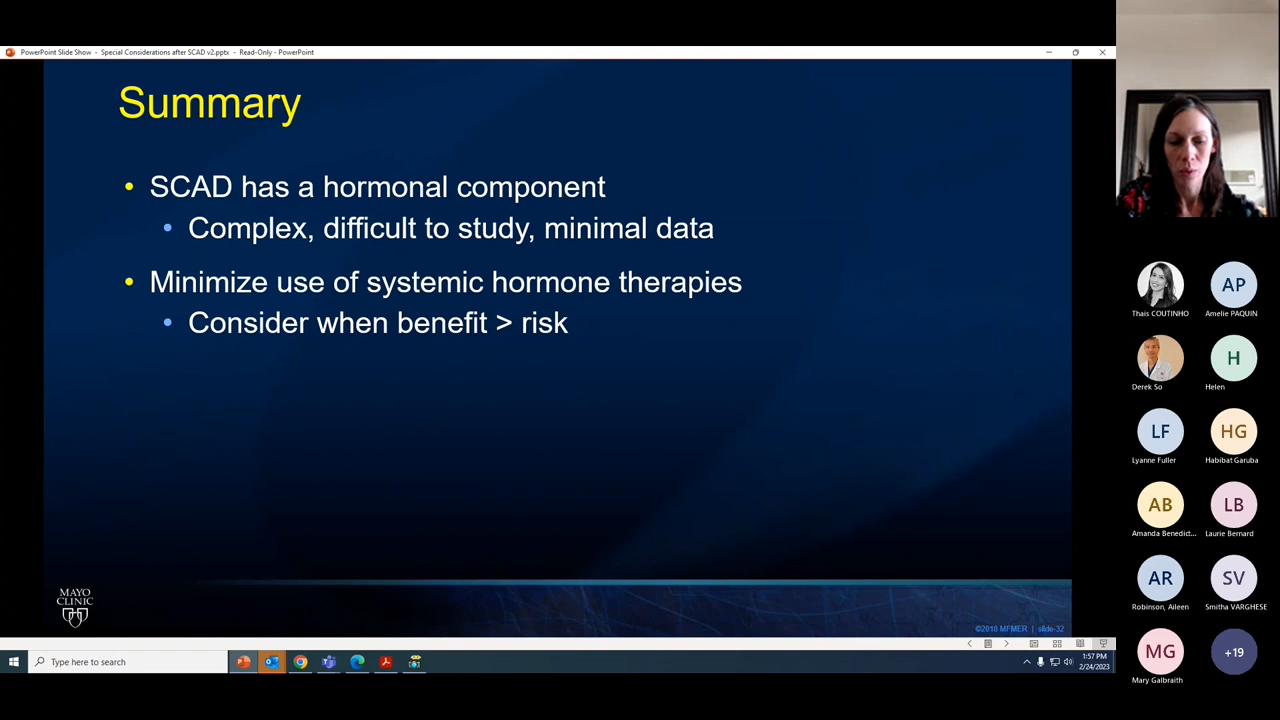 PowerPoint Slide Show - Special Considerations after SCAD v2.pptx - Read-Only - PowerPoint
Summary
• SCAD has a hormonal component
• Complex, difficult to study, minimal data
• Minimize use of systemic hormone therapies
• Consider when benefit > risk
MAYO
CLINIC
©2018 MFMER | slide-32
Type here to search
1:57 PM
2/24/2023
Thais COUTINHO
AP
Amelie PAQUIN
Derek So
H
Helen
LF
Lyanne Fuller
HG
Habibat Garuba
AB
Amanda Benedict...
LB
Laurie Bernard
AR
Robinson, Aileen
SV
Smitha VARGHESE
MG
Mary Galbraith
+19